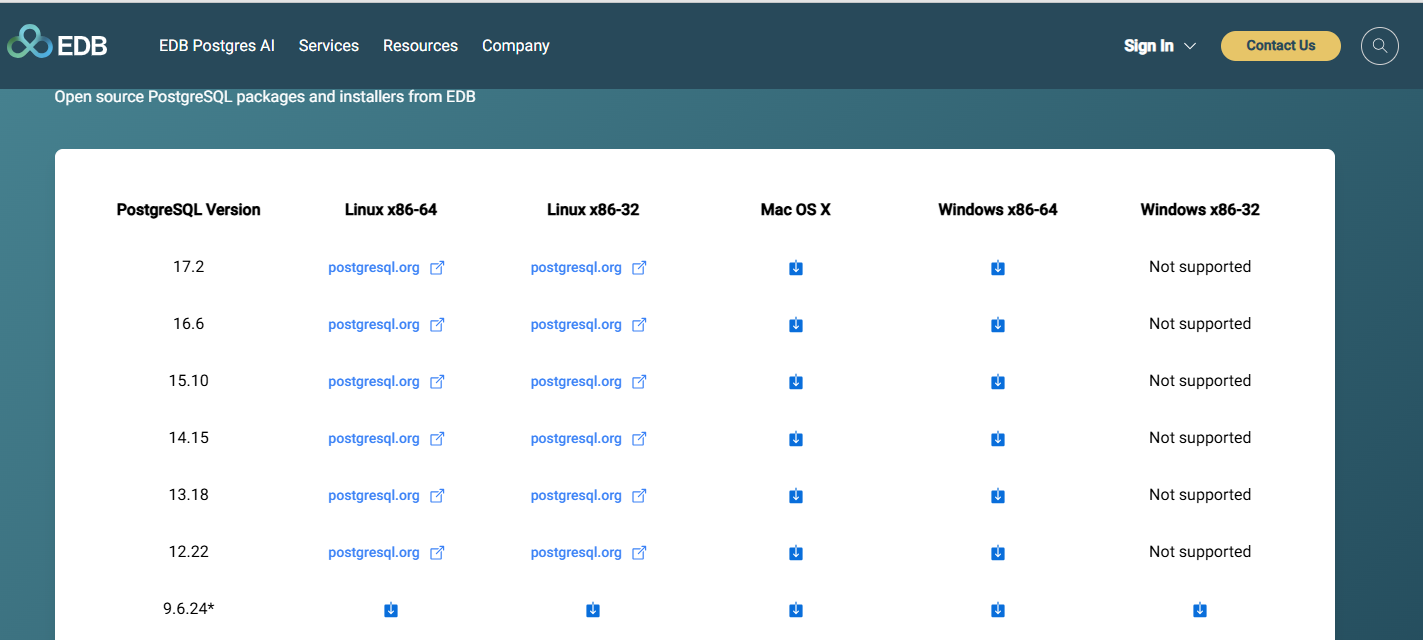 EDB EDB Postgres AI Services Resources Company Sign In Contact Us
Open source PostgreSQL packages and installers from EDB
PostgreSQL Version Linux x86-64 Linux x86-32 Mac OS X Windows x86-64 Windows x86-32
17.2 postgresql.org postgresql.org Not supported
16.6 postgresql.org postgresql.org Not supported
15.10 postgresql.org postgresql.org Not supported
14.15 postgresql.org postgresql.org Not supported
13.18 postgresql.org postgresql.org Not supported
12.22 postgresql.org postgresql.org Not supported
9.6.24*